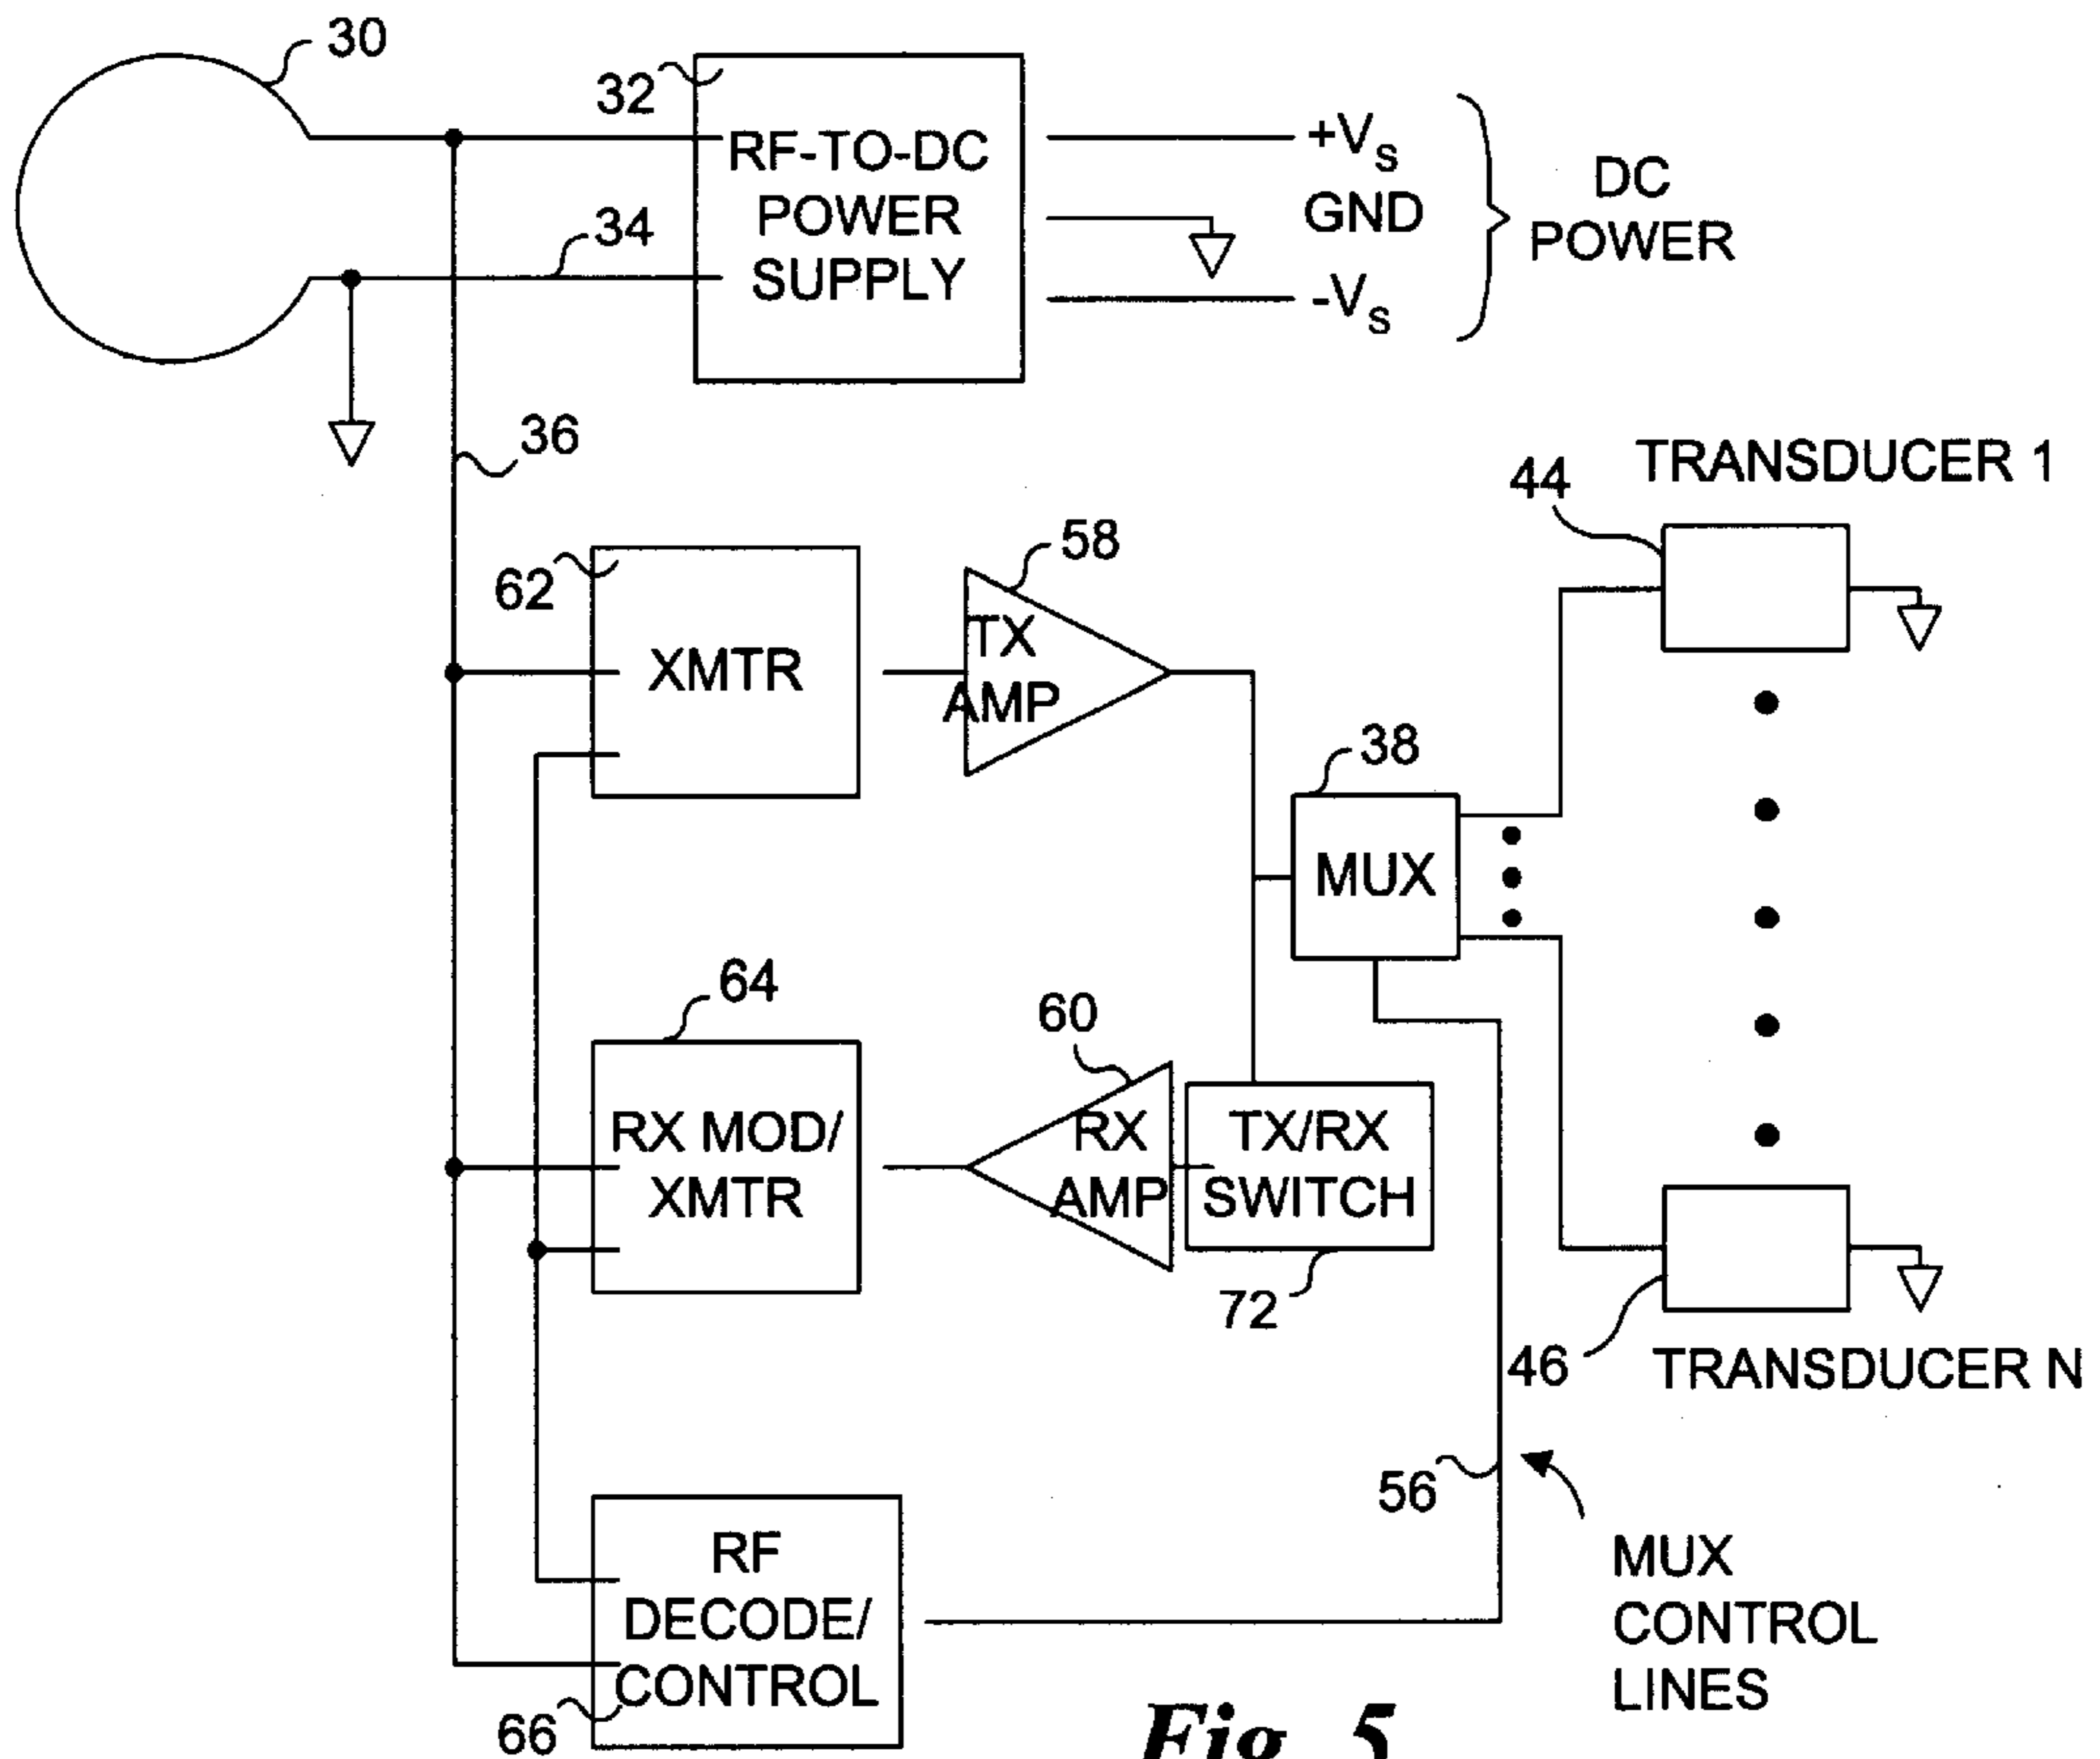 30
32
RF-TO-DC
POWER
SUPPLY
34
+VS
GND
-VS
DC
POWER
36
62
XMTR
58
TX
AMP
38
MUX
44
TRANSDUCER 1
64
RX MOD/
XMTR
60
RX
AMP
TX/RX
SWITCH
72
46
TRANSDUCER N
56
MUX
CONTROL
LINES
RF
DECODE/
CONTROL
66
Fig. 5